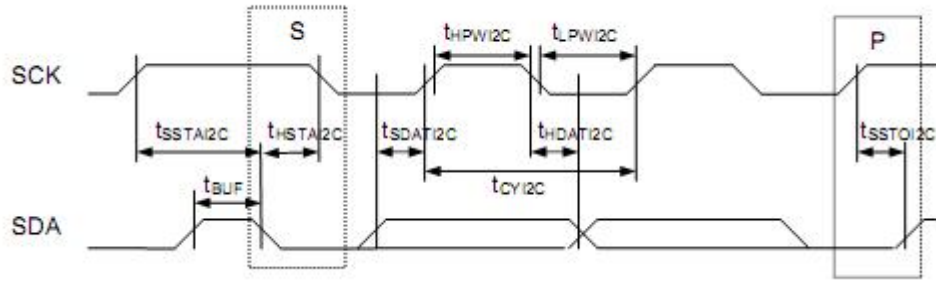 S
tHPWI2C
tLPWI2C
P
SCK
tSSTAI2C
tHSTAI2C
tSDATI2C
tHDATI2C
tSSTOI2C
tBUF
tCYI2C
SDA